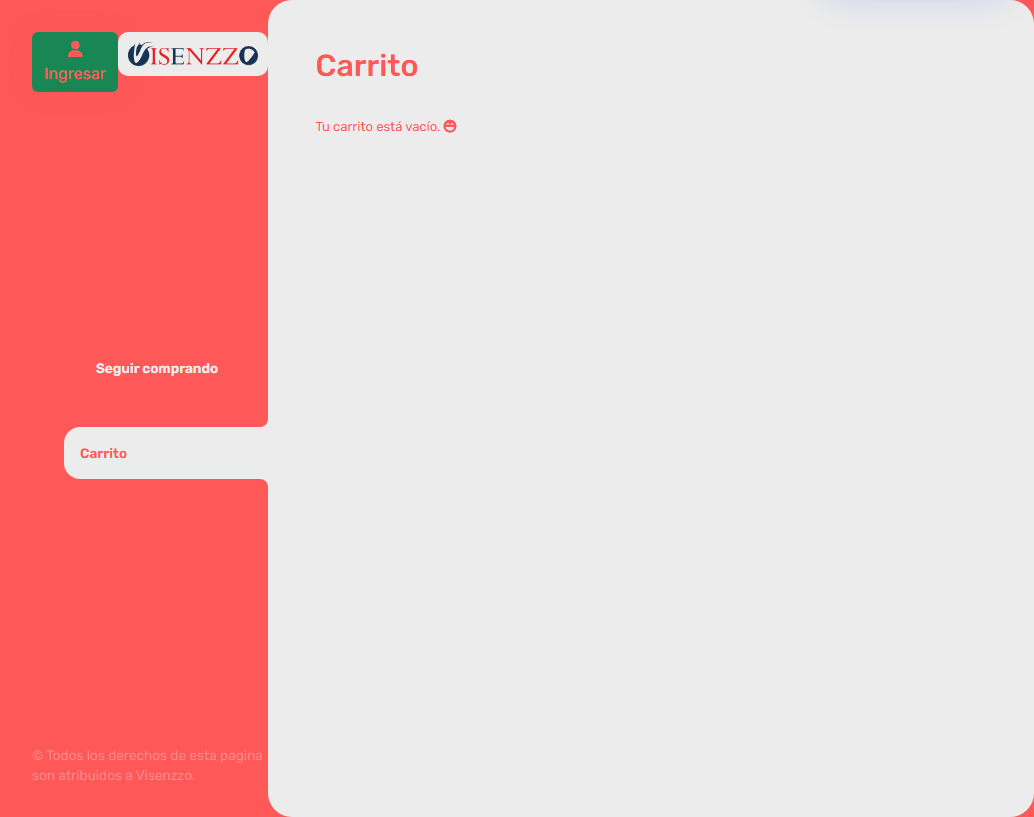 Ingresar
VISENZZO
Carrito
Tu carrito está vacío.
Seguir comprando
Carrito
© Todos los derechos de esta pagina
son atribuidos a Visenzzo.